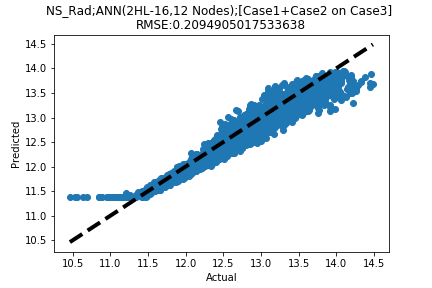 NS_Rad;ANN(2HL-16,12 Nodes);[Case1+Case2 on Case3]
RMSE:0.2094905017533638
14.5
14.0
13.5
13.0
12.5
12.0
11.5
11.0
10.5
Predicted
10.5 11.0 11.5 12.0 12.5 13.0 13.5 14.0 14.5
Actual